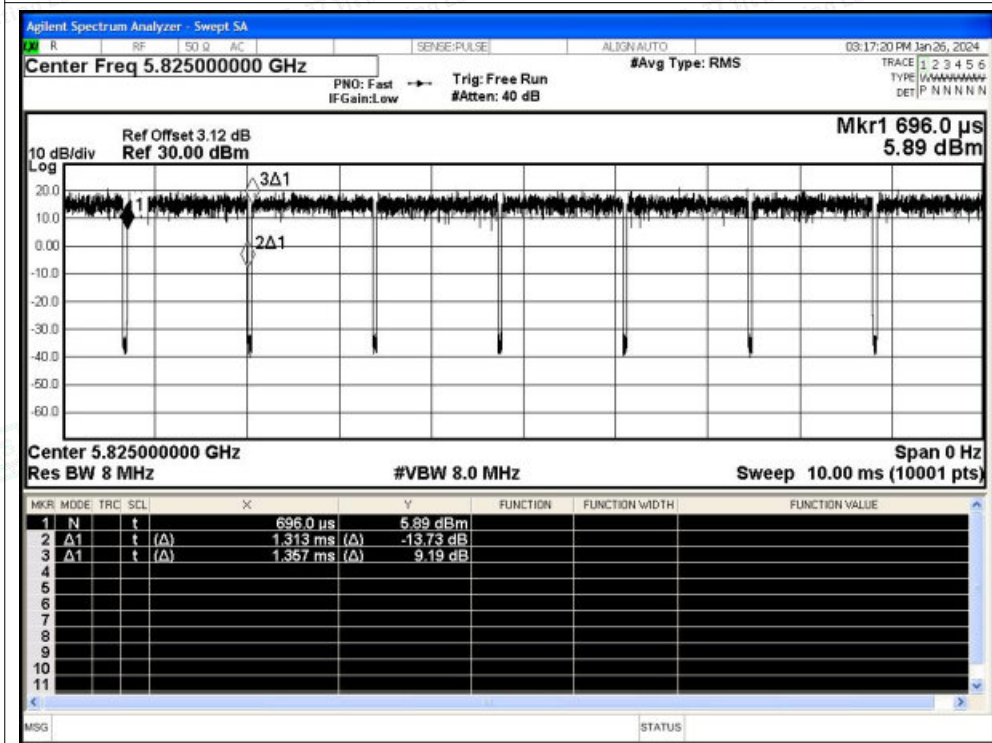 Agilent Spectrum Analyzer - Swept SA
LXI R RF 50 Ω AC SENSE:PULSE ALIGN AUTO 03:17:20 PM Jan 26, 2024
Center Freq 5.825000000 GHz #Avg Type: RMS TRACE 1 2 3 4 5 6
PNO: Fast Trig: Free Run TYPE WWWWWW
IFGain:Low #Atten: 40 dB DET P N N N N N
Ref Offset 3.12 dB Mkr1 696.0 µs
10 dB/div Ref 30.00 dBm 5.89 dBm
Log
3Δ1
20.0
1
10.0
0.00
2Δ1
-10.0
-20.0
-30.0
-40.0
-50.0
-60.0
Center 5.825000000 GHz Span 0 Hz
Res BW 8 MHz #VBW 8.0 MHz Sweep 10.00 ms (10001 pts)
MKR MODE TRC SCL X Y FUNCTION FUNCTION WIDTH FUNCTION VALUE
1 N t 696.0 µs 5.89 dBm
2 Δ1 t (Δ) 1.313 ms (Δ) -13.73 dB
3 Δ1 t (Δ) 1.357 ms (Δ) 9.19 dB
4
5
6
7
8
9
10
11
MSG STATUS